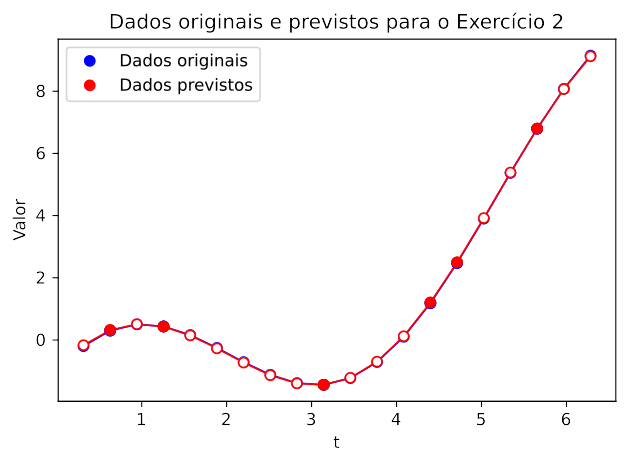 Dados originais e previstos para o Exercício 2
Dados originais
Dados previstos
8
6
4
2
0
Valor
1 2 3 4 5 6
t